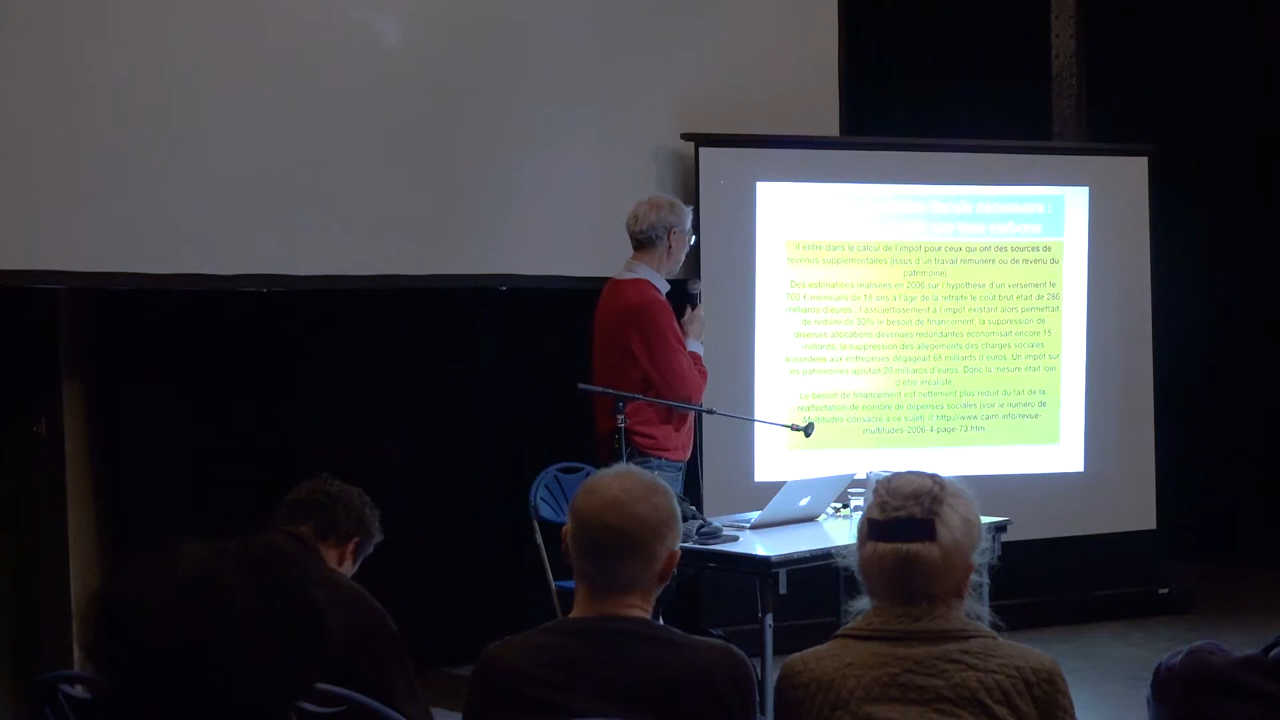 fiscale nécessaire :
taxe carbone
Il entre dans le calcul de l'impôt pour ceux qui ont des sources de
revenus supplémentaires (issus d'un travail rémunéré ou de revenu du
patrimoine)
Des estimations réalisées en 2006 sur l'hypothèse d'un versement fe
700 € mensuels de 18 ans à l'âge de la retraite le coût brut était de 286
milliards d'euros ; l'assujettissement à l'impôt existant alors permettait
de réduire de 30% le besoin de financement, la suppression de
diverses allocations devenues redondantes économisait encore 15
milliards, la suppression des allègements des charges sociales
accordées aux entreprises dégageait 68 milliards d'euros. Un impôt sur
les patrimoines ajoutait 20 milliards d'euros. Donc la mesure était loin
d'être irréaliste.
Le besoin de financement est nettement plus réduit du fait de la
réaffectation de nombre de dépenses sociales (voir le numéro de
Multitudes consacré à ce sujet) @ http://www.cairn.info/revue-
multitudes-2006-4-page-73.htm